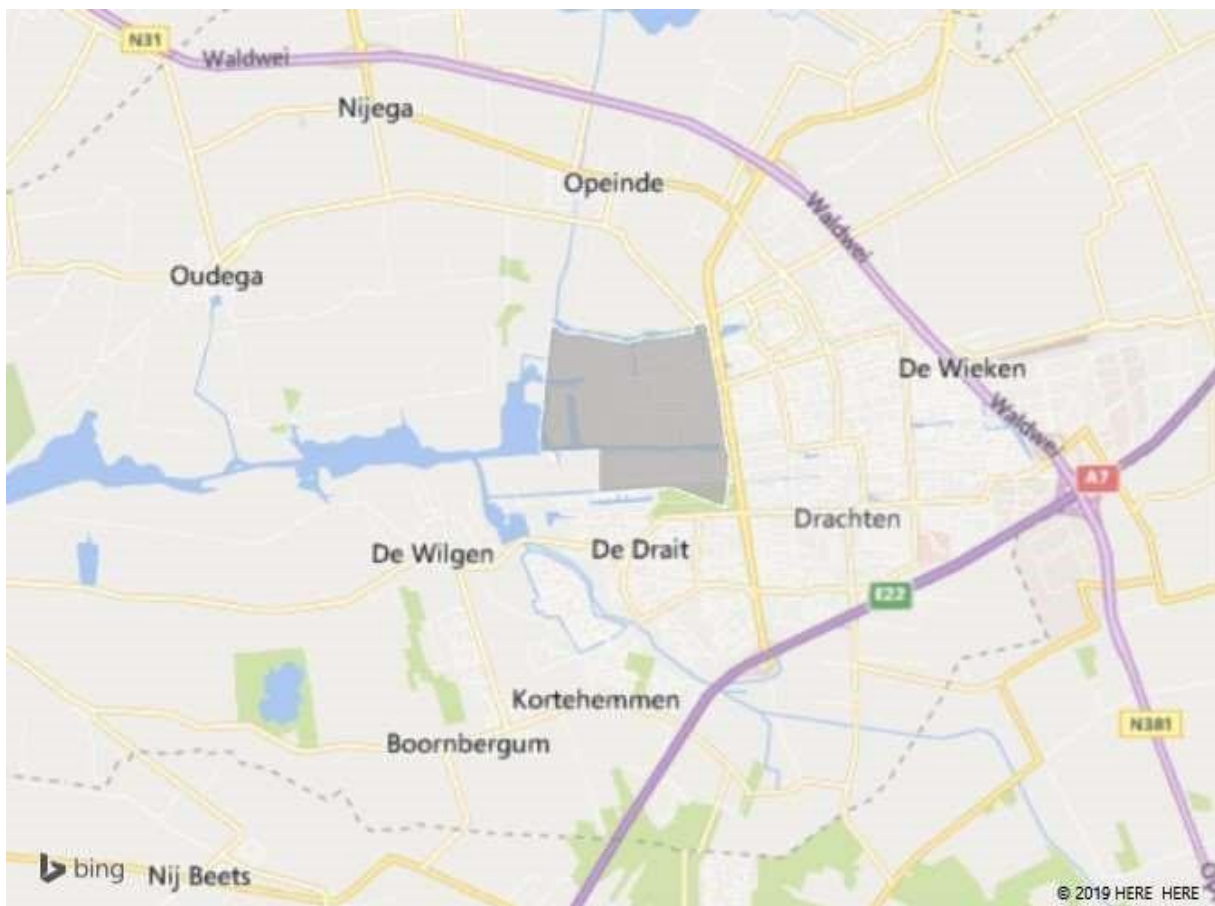 N31
Waldwei
Nijega
Opeinde
Waldwei
Oudega
De Wieken
Waldwei
A7
Drachten
De Wilgen
De Drait
E22
Kortehemmen
N381
Boornbergum
bing
Nij Beets
© 2019 HERE HERE